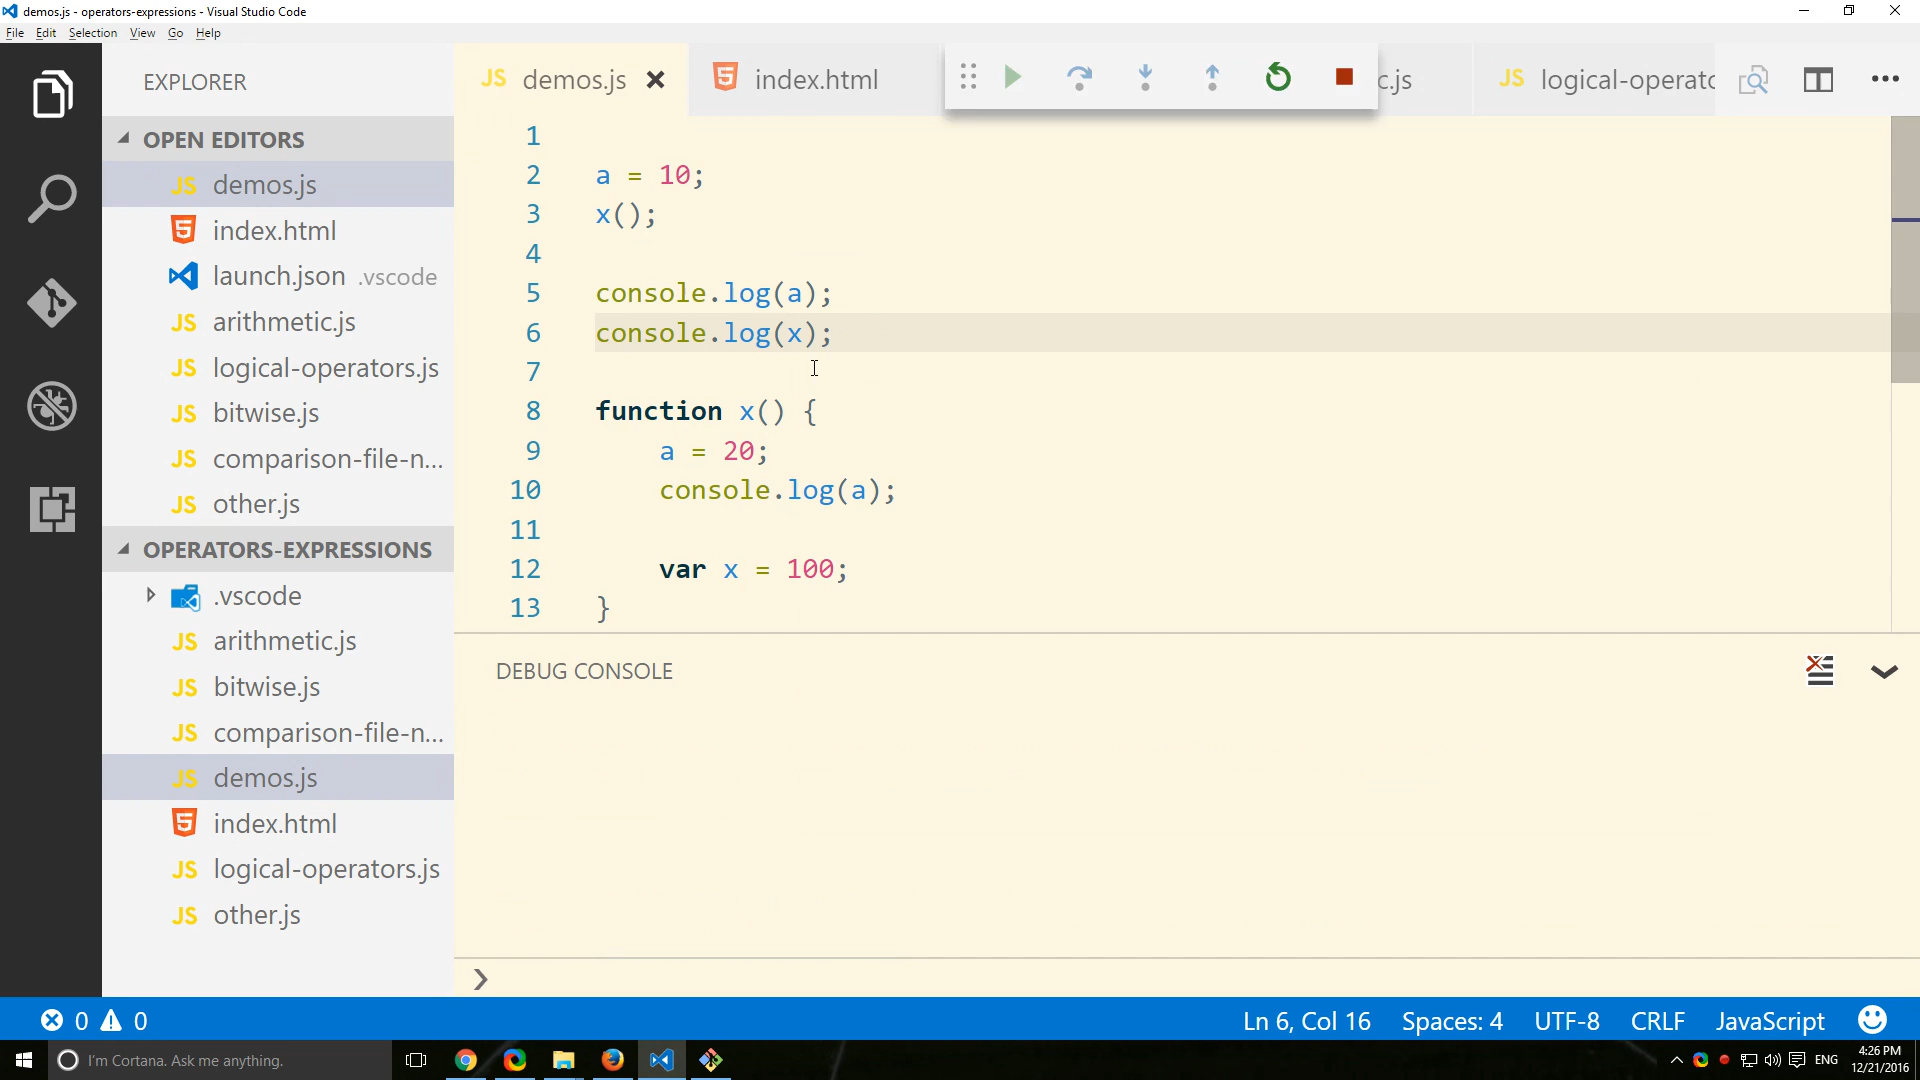 demos.js - operators-expressions - Visual Studio Code
File Edit Selection View Go Help
EXPLORER
OPEN EDITORS
JS demos.js
index.html
launch.json .vscode
JS arithmetic.js
JS logical-operators.js
JS bitwise.js
JS comparison-file-n...
JS other.js
OPERATORS-EXPRESSIONS
.vscode
JS arithmetic.js
JS bitwise.js
JS comparison-file-n...
JS demos.js
index.html
JS logical-operators.js
JS other.js
JS demos.js index.html c.js JS logical-operato
1
2 a = 10;
3 x();
4
5 console.log(a);
6 console.log(x);
7
8 function x() {
9 a = 20;
10 console.log(a);
11
12 var x = 100;
13 }
DEBUG CONSOLE
0 0 Ln 6, Col 16 Spaces: 4 UTF-8 CRLF JavaScript
I'm Cortana. Ask me anything. ENG 4:26 PM
12/21/2016